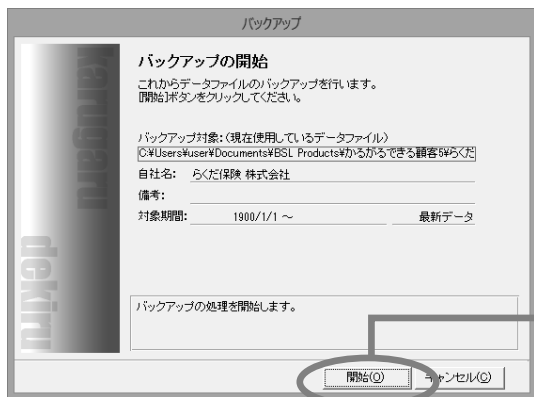 バックアップ
karugaru
dekiru
バックアップの開始
これからデータファイルのバックアップを行います。
[開始]ボタンをクリックしてください。
バックアップ対象:(現在使用しているデータファイル)
C:¥Users¥user¥Documents¥BSL Products¥かるがるできる顧客5¥らくだ
自社名: らくだ保険 株式会社
備考:
対象期間: 1900/1/1 ～ 最新データ
バックアップの処理を開始します。
開始(O) キャンセル(C)